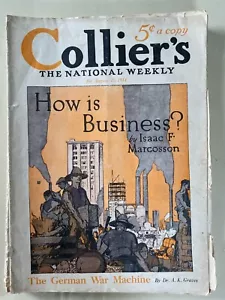 5¢ a copy
Collier's
THE NATIONAL WEEKLY
How is
Business?
by Isaac F.
Marcosson
The German War Machine By Dr. A. K. Graves